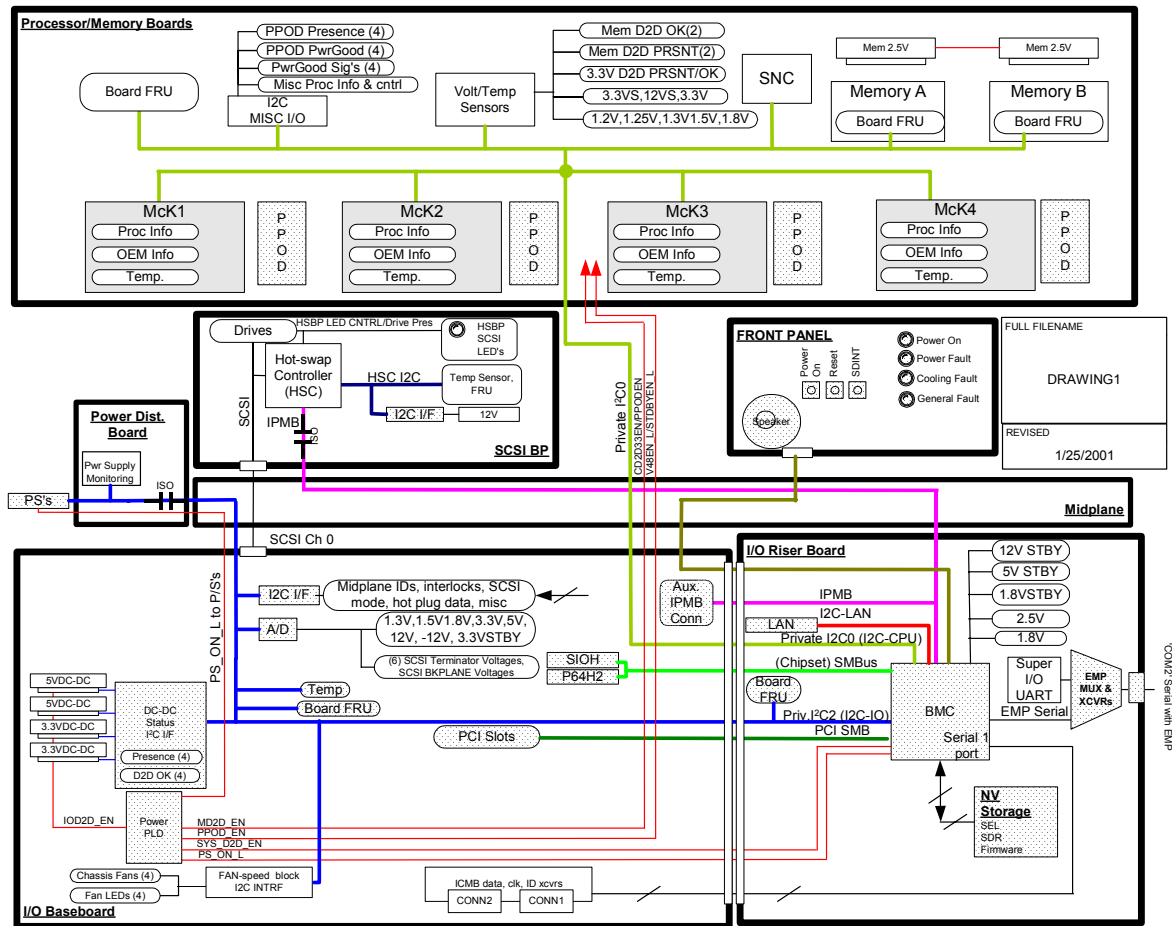 Processor/Memory Boards
PPOD Presence (4)
PPOD PwrGood (4)
PwrGood Sig's (4)
Misc Proc Info & cntrl
I2C
MISC I/O
Board FRU
Volt/Temp
Sensors
Mem D2D OK(2)
Mem D2D PRSNT(2)
3.3V D2D PRSNT/OK
3.3VS,12VS,3.3V
1.2V,1.25V,1.3V1.5V,1.8V
SNC
Mem 2.5V
Mem 2.5V
Memory A
Board FRU
Memory B
Board FRU
McK1
Proc Info
OEM Info
Temp.
PPOD
McK2
Proc Info
OEM Info
Temp.
PPOD
McK3
Proc Info
OEM Info
Temp.
PPOD
McK4
Proc Info
OEM Info
Temp.
PPOD
Drives
HSBP LED CNTRL/Drive Pres
HSBP
SCSI
LED's
Hot-swap
Controller
(HSC)
HSC I2C
Temp Sensor,
FRU
I2C I/F
12V
SCSI
IPMB
ISO
SCSI BP
Private I²C0
CD2D33EN/PPODEN
V48EN_L/STDBYEN_L
FRONT PANEL
Power
On
Reset
SDINT
Power On
Power Fault
Cooling Fault
General Fault
Speaker
FULL FILENAME
DRAWING1
REVISED
1/25/2001
Power Dist.
Board
Pwr Supply
Monitoring
ISO
PS's
Midplane
SCSI Ch 0
PS_ON_L to P/S's
I2C I/F
Midplane IDs, interlocks, SCSI
mode, hot plug data, misc
A/D
1.3V,1.5V1.8V,3.3V,5V,
12V, -12V, 3.3VSTBY
(6) SCSI Terminator Voltages,
SCSI BKPLANE Voltages
Temp
Board FRU
5VDC-DC
5VDC-DC
3.3VDC-DC
3.3VDC-DC
DC-DC
Status
I²C I/F
Presence (4)
D2D OK (4)
IOD2D_EN
Power
PLD
MD2D_EN
PPOD_EN
SYS_D2D_EN
PS_ON_L
Chassis Fans (4)
Fan LEDs (4)
FAN-speed block
I2C INTRF
I/O Baseboard
ICMB data, clk, ID xcvrs
CONN2
CONN1
I/O Riser Board
Aux.
IPMB
Conn
IPMB
I2C-LAN
LAN
Private I2C0 (I2C-CPU)
SIOH
P64H2
(Chipset) SMBus
Board
FRU
Priv.I²C2 (I2C-IO)
PCI Slots
PCI SMB
BMC
Serial 1
port
12V STBY
5V STBY
1.8VSTBY
2.5V
1.8V
Super
I/O
UART
EMP
MUX &
XCVRs
EMP Serial
'COM2' Serial with EMP
NV
Storage
SEL
SDR
Firmware